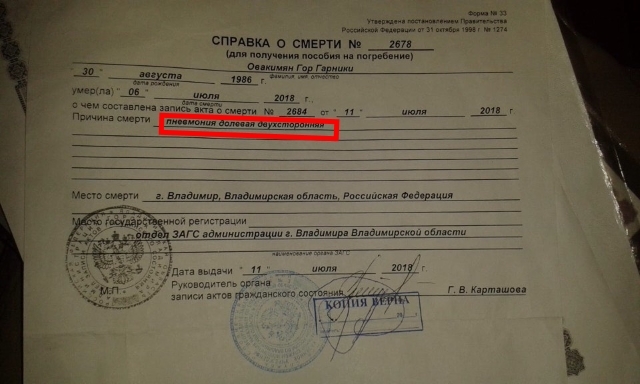 Форма № 33
Утверждена постановлением Правительства
Российской Федерации от 31 октября 1998 г. № 1274
СПРАВКА О СМЕРТИ № 2678
(для получения пособия на погребение)
Овакимян Гор Гарники
фамилия, имя, отчество
30 августа 1986 г.
дата рождения
умер(ла) 06 июля 2018 г.,
дата смерти
о чем составлена запись акта о смерти № 2684 от 11 июля 2018 г.
Причина смерти пневмония долевая двухсторонняя
Место смерти г. Владимир, Владимирская область, Российская Федерация
Место государственной регистрации
отдел ЗАГС администрации г. Владимира Владимирской области
наименование органа ЗАГС
Дата выдачи 11 июля 2018 г.
М.П.
Руководитель органа
записи актов гражданского состояния Г. В. Карташова
КОПИЯ ВЕРНА